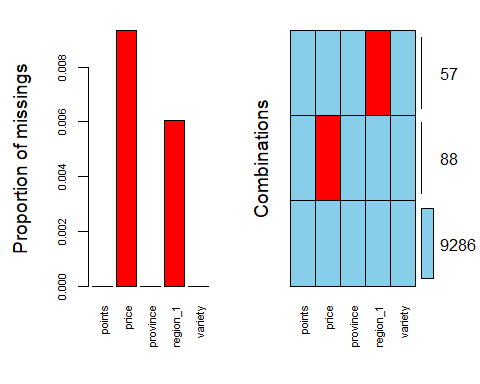 Proportion of missings
0.008
0.006
0.004
0.002
0.000
points
price
province
region_1
variety
Combinations
57
88
9286
points
price
province
region_1
variety